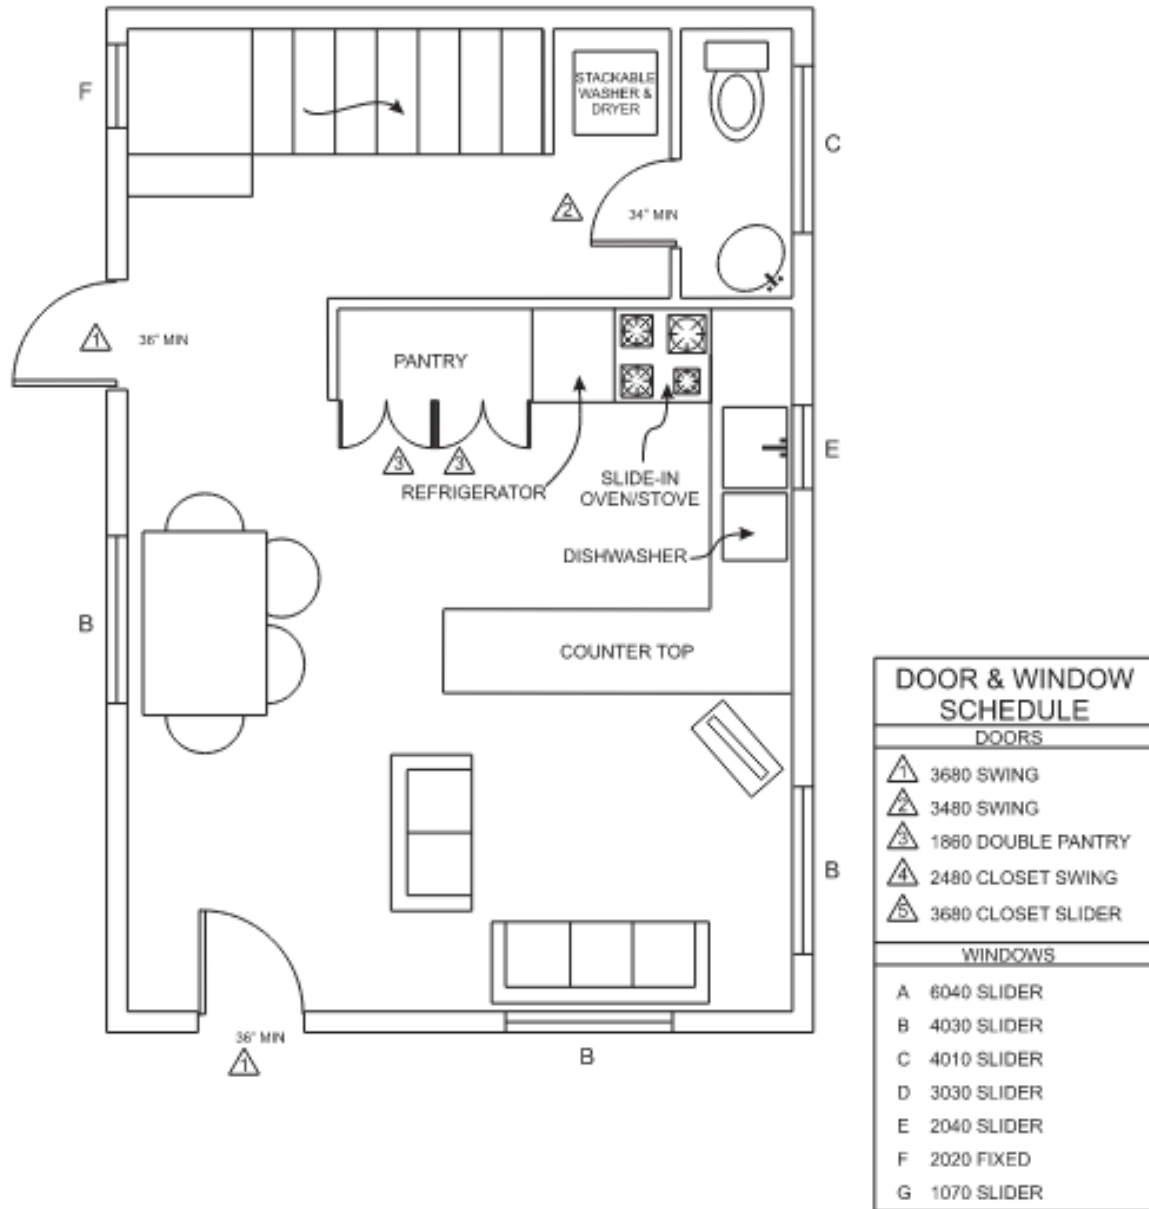 STACKABLE
WASHER &
DRYER
F
C
2
34" MIN
1
36" MIN
PANTRY
3
3
REFRIGERATOR
SLIDE-IN
OVEN/STOVE
E
DISHWASHER
B
COUNTER TOP
B
36" MIN
1
B
DOOR & WINDOW
SCHEDULE
DOORS
1 3680 SWING
2 3480 SWING
3 1860 DOUBLE PANTRY
4 2480 CLOSET SWING
5 3680 CLOSET SLIDER
WINDOWS
A 6040 SLIDER
B 4030 SLIDER
C 4010 SLIDER
D 3030 SLIDER
E 2040 SLIDER
F 2020 FIXED
G 1070 SLIDER